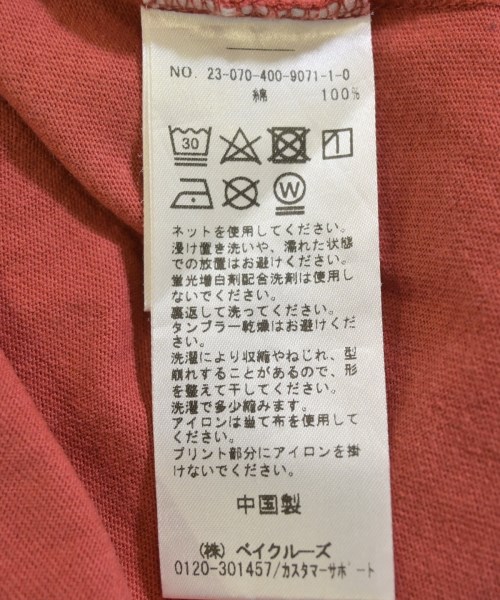 NO. 23-070-400-9071-1-0
綿 100%
30
W
ネットを使用してください。
浸け置き洗いや、濡れた状態
での放置はお避けください。
蛍光増白剤配合洗剤は使用し
ないでください。
裏返して洗ってください。
タンブラー乾燥はお避けくだ
さい。
洗濯により収縮やねじれ、型
崩れすることがあるので、形
を整えて干してください。
洗濯で多少縮みます。
アイロンは当て布を使用して
ください。
プリント部分にアイロンを掛
けないでください。
中国製
(株) ベイクルーズ
0120-301457/カスタマーサポート